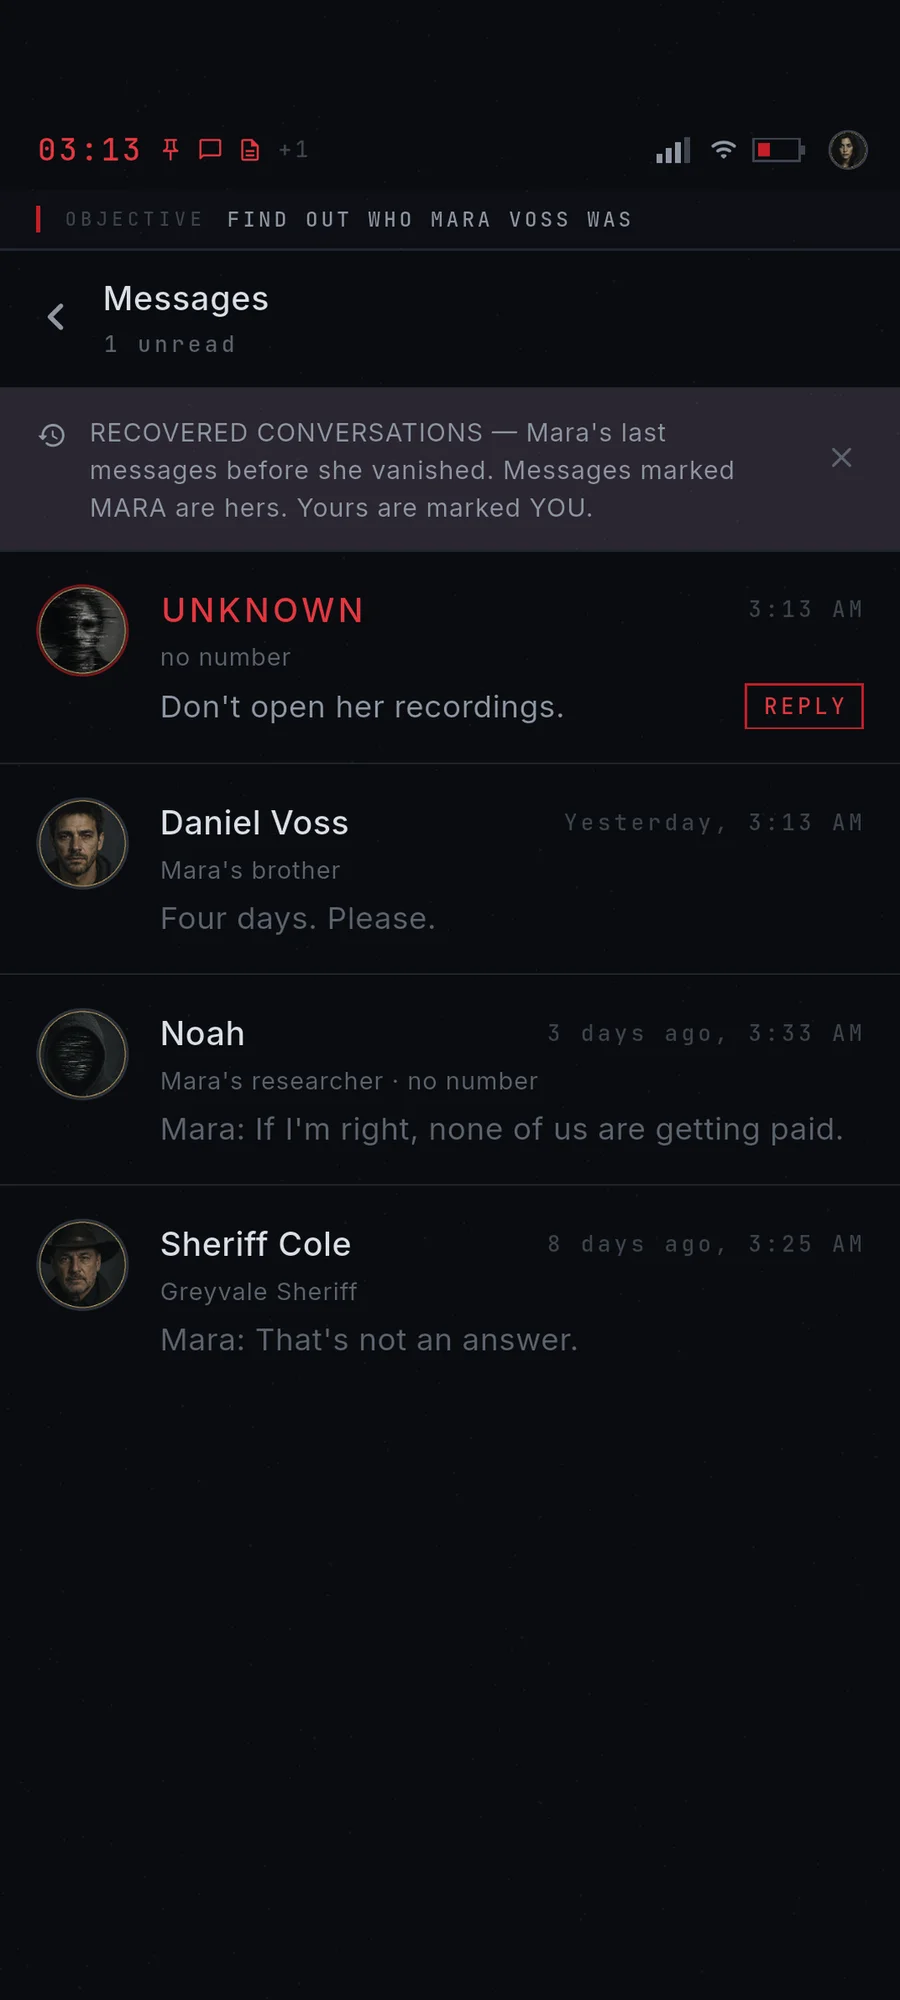 03:13 +1
OBJECTIVE FIND OUT WHO MARA VOSS WAS
Messages
1 unread
RECOVERED CONVERSATIONS — Mara's last
messages before she vanished. Messages marked
MARA are hers. Yours are marked YOU.
UNKNOWN 3:13 AM
no number
Don't open her recordings. REPLY
Daniel Voss Yesterday, 3:13 AM
Mara's brother
Four days. Please.
Noah 3 days ago, 3:33 AM
Mara's researcher · no number
Mara: If I'm right, none of us are getting paid.
Sheriff Cole 8 days ago, 3:25 AM
Greyvale Sheriff
Mara: That's not an answer.